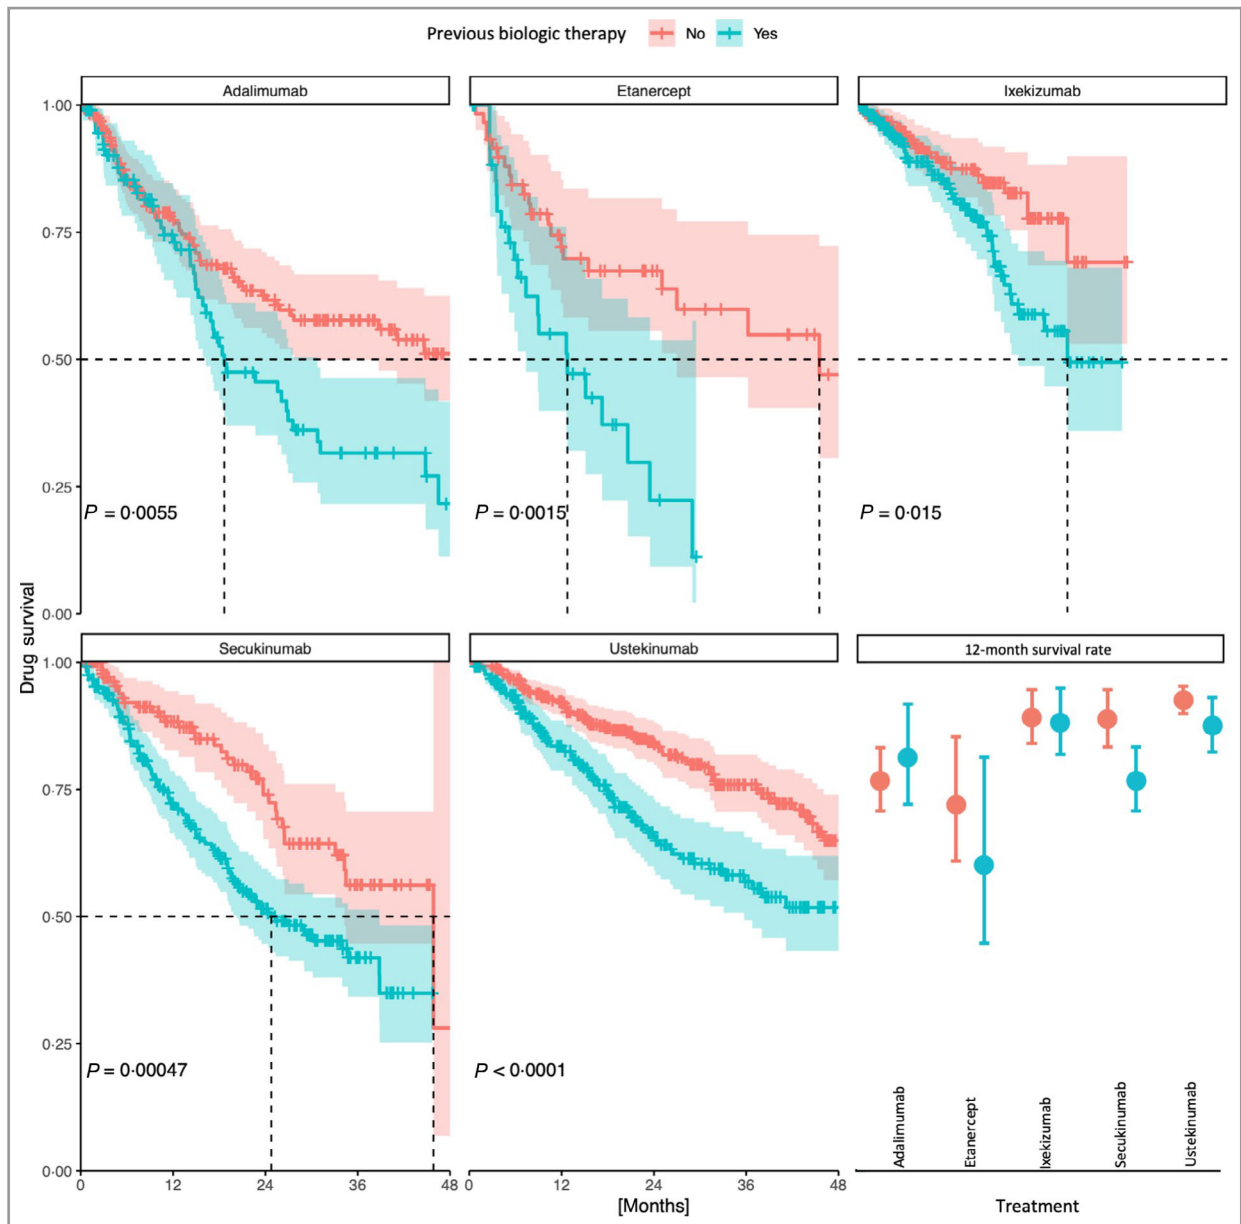 Previous biologic therapy No Yes
Adalimumab Etanercept Ixekizumab
1·00
0·75
0·50
0·25
0·00
P = 0·0055 P = 0·0015 P = 0·015
Drug survival
Secukinumab Ustekinumab 12-month survival rate
1·00
0·75
0·50
0·25
0·00
P = 0·00047 P < 0·0001
Adalimumab
Etanercept
Ixekizumab
Secukinumab
Ustekinumab
0 12 24 36 48 0 12 24 36 48
[Months] Treatment